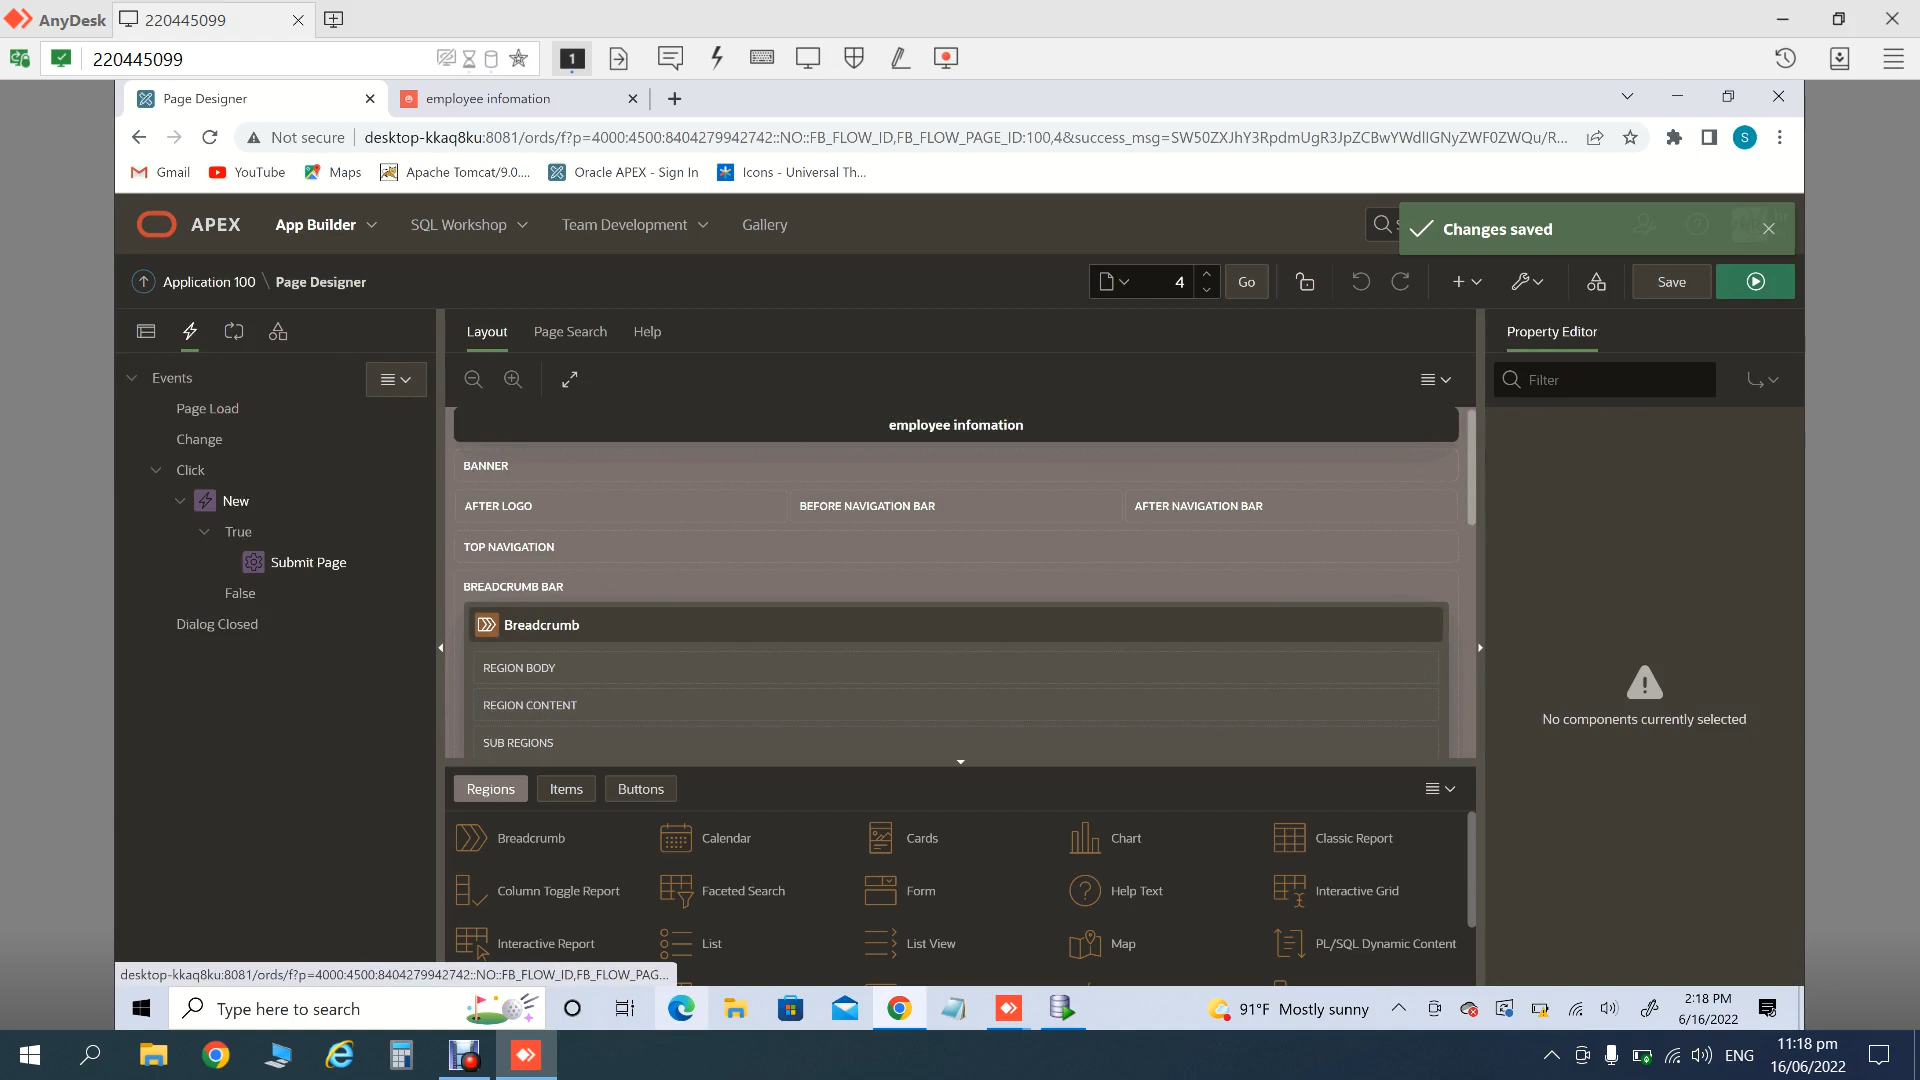 AnyDesk 220445099
220445099 1
Page Designer employee infomation
Not secure desktop-kkaq8ku:8081/ords/f?p=4000:4500:8404279942742::NO::FB_FLOW_ID,FB_FLOW_PAGE_ID:100,4&success_msg=SW50ZXJhY3RpdmUgR3JpZCBwYWdlIGNyZWF0ZWQu/R... S
Gmail YouTube Maps Apache Tomcat/9.0.... Oracle APEX - Sign In Icons - Universal Th...
APEX App Builder SQL Workshop Team Development Gallery
Changes saved
Application 100 \ Page Designer 4 Go Save
Layout Page Search Help Property Editor
Events Filter
Page Load
Change
Click
New
True
Submit Page
False
Dialog Closed
employee infomation
BANNER
AFTER LOGO BEFORE NAVIGATION BAR AFTER NAVIGATION BAR
TOP NAVIGATION
BREADCRUMB BAR
Breadcrumb
REGION BODY
REGION CONTENT
SUB REGIONS
No components currently selected
Regions Items Buttons
Breadcrumb Calendar Cards Chart Classic Report
Column Toggle Report Faceted Search Form Help Text Interactive Grid
Interactive Report List List View Map PL/SQL Dynamic Content
desktop-kkaq8ku:8081/ords/f?p=4000:4500:8404279942742::NO::FB_FLOW_ID,FB_FLOW_PAG...
Type here to search 91°F Mostly sunny 2:18 PM
6/16/2022
ENG 11:18 pm
16/06/2022